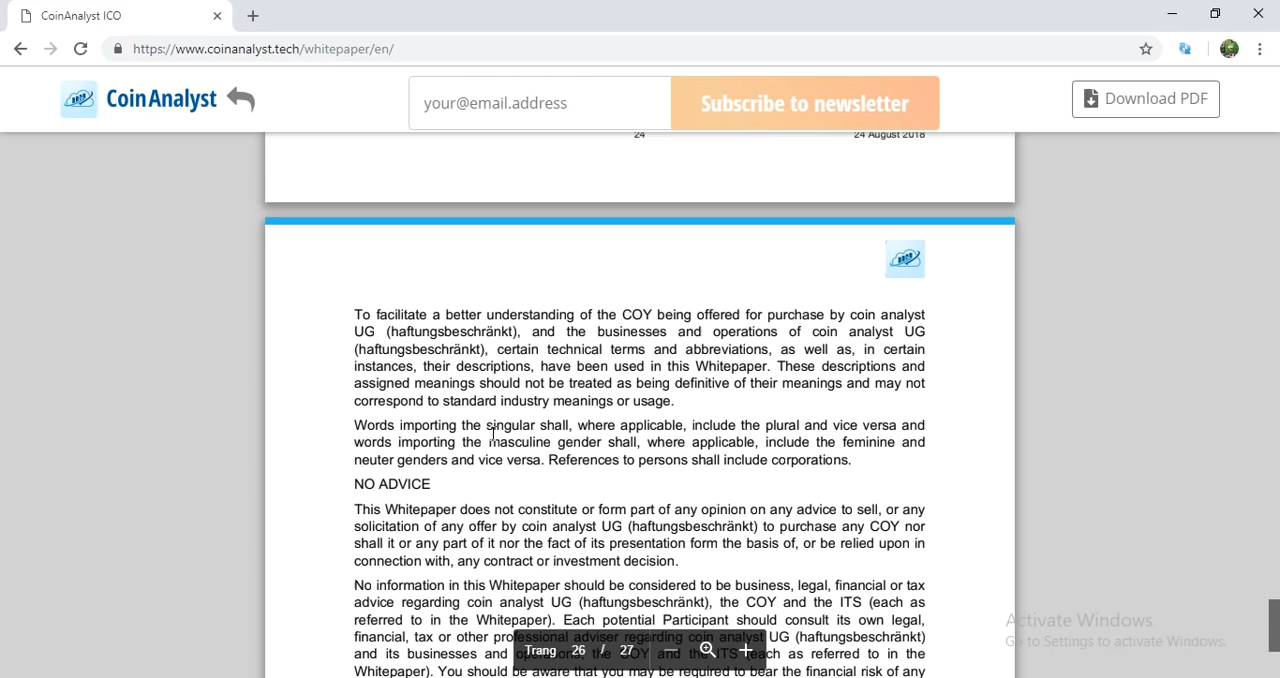 CoinAnalyst ICO
https://www.coinanalyst.tech/whitepaper/en/
CoinAnalyst
your@email.address
Subscribe to newsletter
Download PDF
24
24 August 2018
To facilitate a better understanding of the COY being offered for purchase by coin analyst
UG (haftungsbeschränkt), and the businesses and operations of coin analyst UG
(haftungsbeschränkt), certain technical terms and abbreviations, as well as, in certain
instances, their descriptions, have been used in this Whitepaper. These descriptions and
assigned meanings should not be treated as being definitive of their meanings and may not
correspond to standard industry meanings or usage.
Words importing the singular shall, where applicable, include the plural and vice versa and
words importing the masculine gender shall, where applicable, include the feminine and
neuter genders and vice versa. References to persons shall include corporations.
NO ADVICE
This Whitepaper does not constitute or form part of any opinion on any advice to sell, or any
solicitation of any offer by coin analyst UG (haftungsbeschränkt) to purchase any COY nor
shall it or any part of it nor the fact of its presentation form the basis of, or be relied upon in
connection with, any contract or investment decision.
No information in this Whitepaper should be considered to be business, legal, financial or tax
advice regarding coin analyst UG (haftungsbeschränkt), the COY and the ITS (each as
referred to in the Whitepaper). Each potential Participant should consult its own legal,
financial, tax or other professional adviser regarding coin analyst UG (haftungsbeschränkt)
and its businesses and operations, the COY and the ITS (each as referred to in the
Whitepaper). You should be aware that you may be required to bear the financial risk of any
Trang 26 / 27
Activate Windows
Go to Settings to activate Windows.